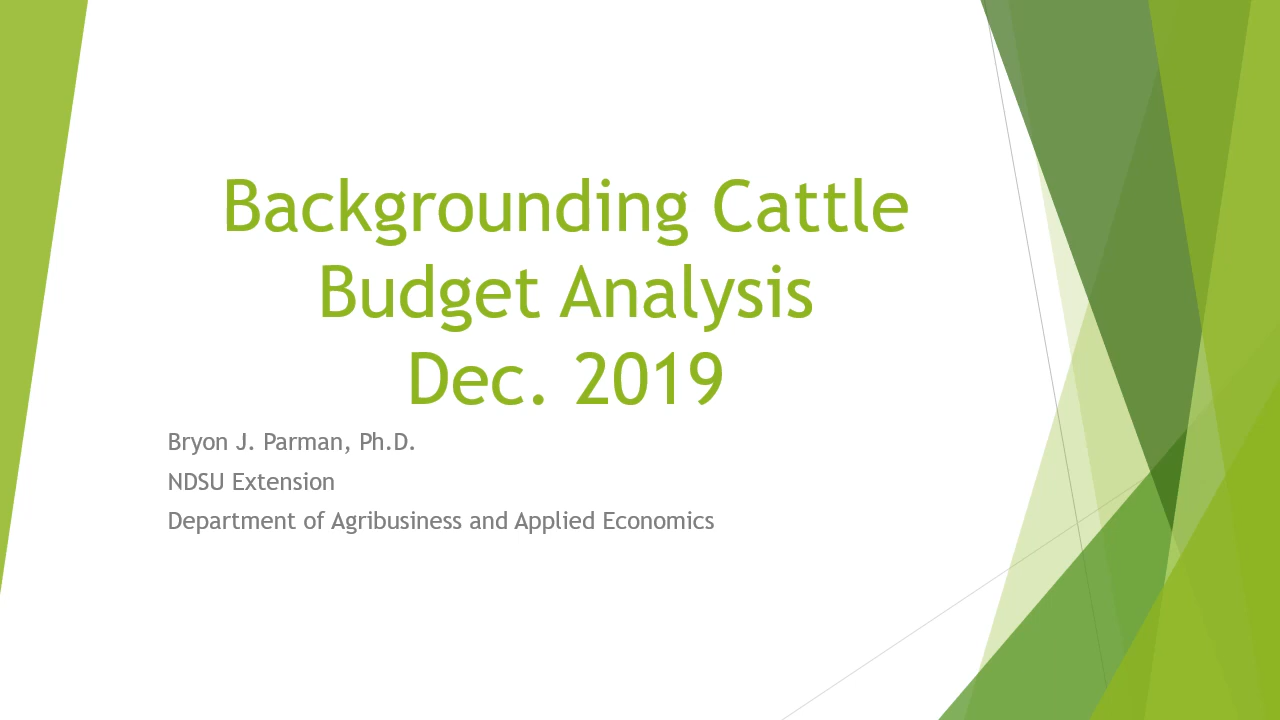 Backgrounding Cattle
Budget Analysis
Dec. 2019
Bryon J. Parman, Ph.D.
NDSU Extension
Department of Agribusiness and Applied Economics